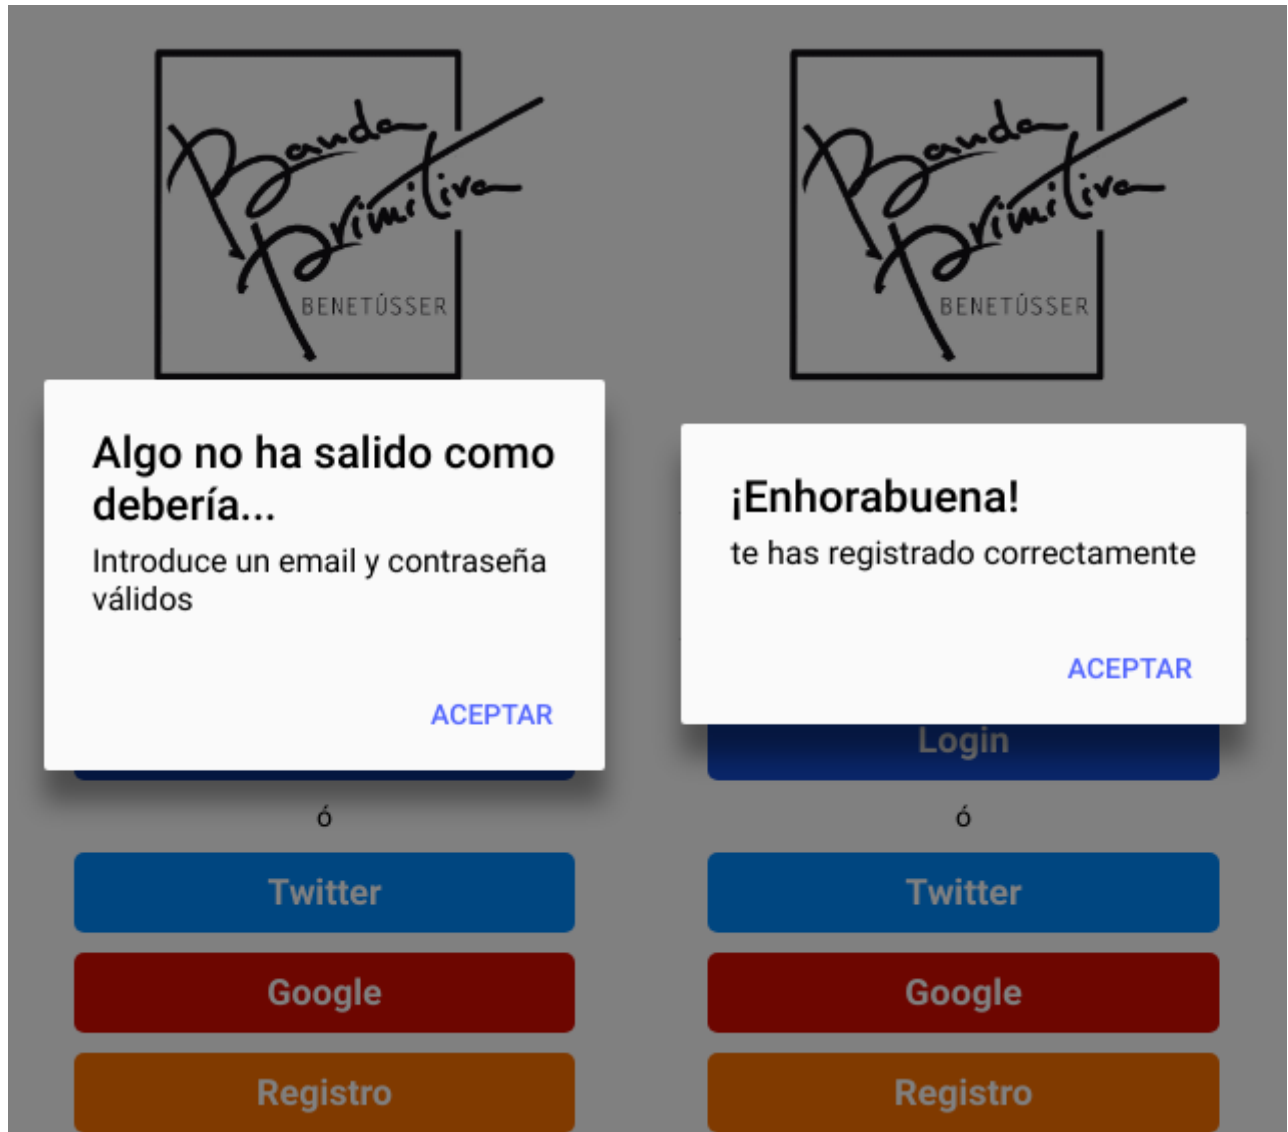 Banda
Primitiva
BENETÚSSER
Algo no ha salido como
debería...
Introduce un email y contraseña
válidos
ACEPTAR
ó
Twitter
Google
Registro
Banda
Primitiva
BENETÚSSER
¡Enhorabuena!
te has registrado correctamente
ACEPTAR
Login
ó
Twitter
Google
Registro